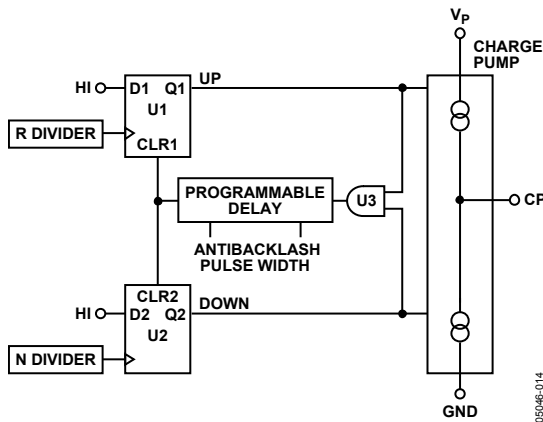 VP
CHARGE
PUMP
HI
D1 Q1
UP
U1
R DIVIDER
CLR1
PROGRAMMABLE
DELAY
U3
CP
ANTIBACKLASH
PULSE WIDTH
CLR2
HI
D2 Q2
DOWN
U2
N DIVIDER
GND
05046-014